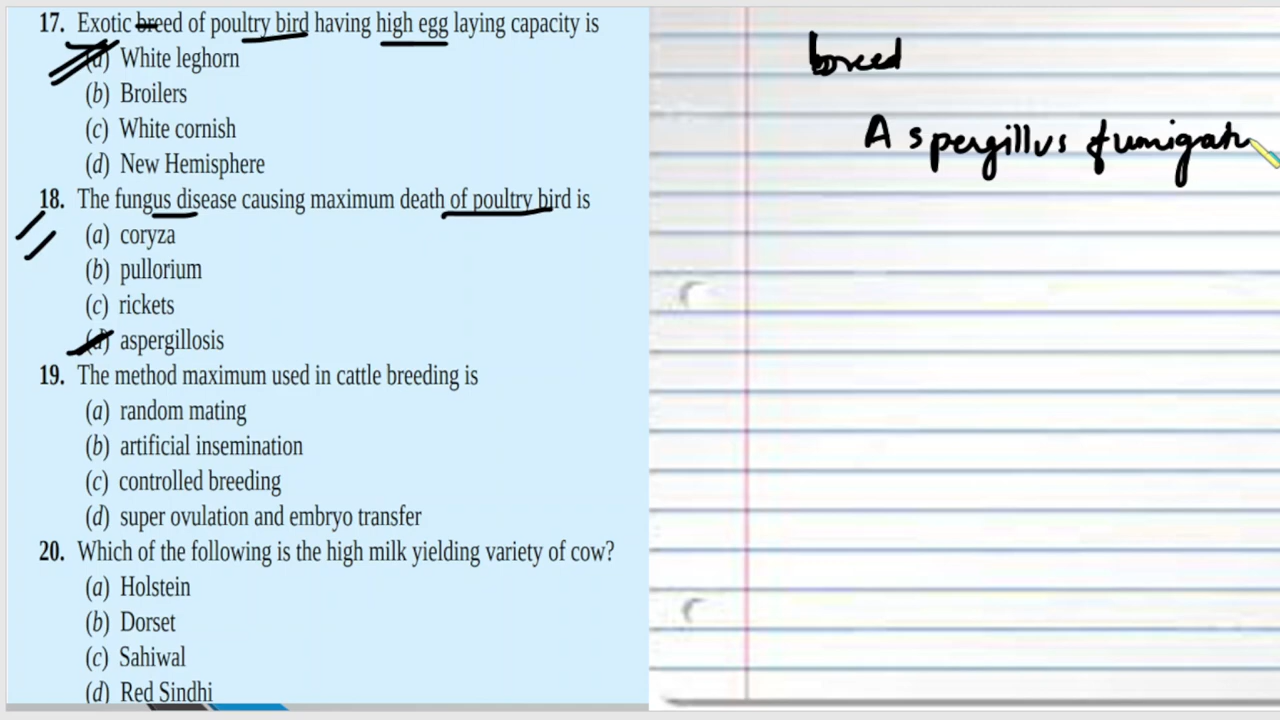 17. Exotic breed of poultry bird having high egg laying capacity is
(a) White leghorn
(b) Broilers
(c) White cornish
(d) New Hemisphere
18. The fungus disease causing maximum death of poultry bird is
(a) coryza
(b) pullorium
(c) rickets
(d) aspergillosis
19. The method maximum used in cattle breeding is
(a) random mating
(b) artificial insemination
(c) controlled breeding
(d) super ovulation and embryo transfer
20. Which of the following is the high milk yielding variety of cow?
(a) Holstein
(b) Dorset
(c) Sahiwal
(d) Red Sindhi
breed
Aspergillus fumigatu